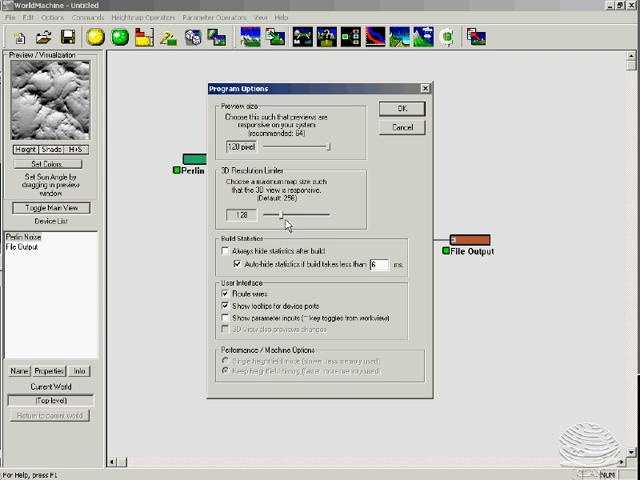 WorldMachine - Untitled
File Edit Options Commands Heightmap Operators Parameter Operators View Help
Preview / Visualization
Height Shade H+S
Set Colors...
Set Sun Angle by
dragging in preview
window
Toggle Main View
Device List
Perlin Noise
File Output
Name Properties Info
Current World
(Top level)
Return to parent world
Perlin
File Output
Program Options
Preview size
Choose this such that previews are
responsive on your system
(recommended: 64)
128 pixel
OK
Cancel
3D Resolution Limiter
Choose a maximum map size such
that the 3D view is responsive.
(Default: 256)
128
Build Statistics
Always hide statistics after build
Auto-hide statistics if build takes less than 6 ms.
User Interface
Route wires
Show tooltips for device ports
Show parameter inputs (~ key toggles from workview)
3D View also previews changes
Performance / Machine Options
Single heightfield mode (slower, less memory used)
Keep heightfield history (faster, more memory used)
For Help, press F1
NUM